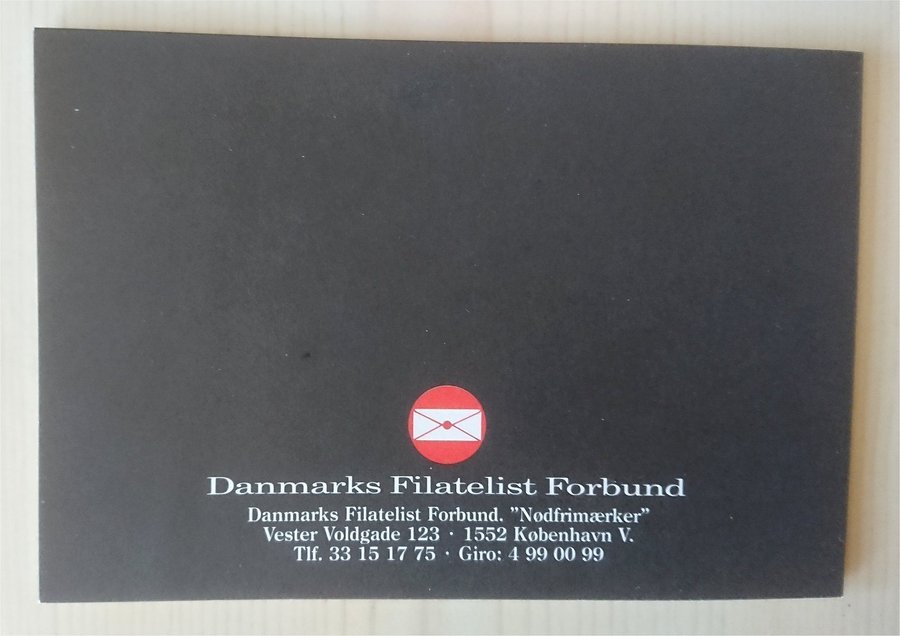 Danmarks Filatelist Forbund
Danmarks Filatelist Forbund. ”Nødfrimærker”
Vester Voldgade 123 · 1552 København V.
Tlf. 33 15 17 75 · Giro: 4 99 00 99